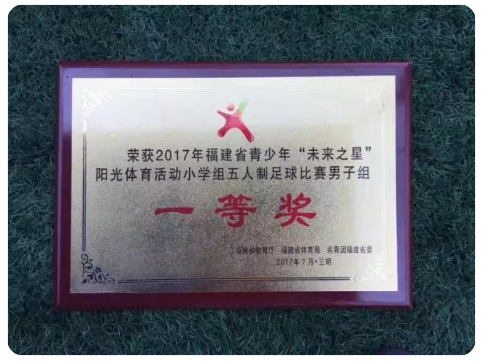 荣获2017年福建省青少年“未来之星”
阳光体育活动小学组五人制足球比赛男子组
一等奖
福建省教育厅 福建省体育局 共青团福建省委
2017年7月·三明